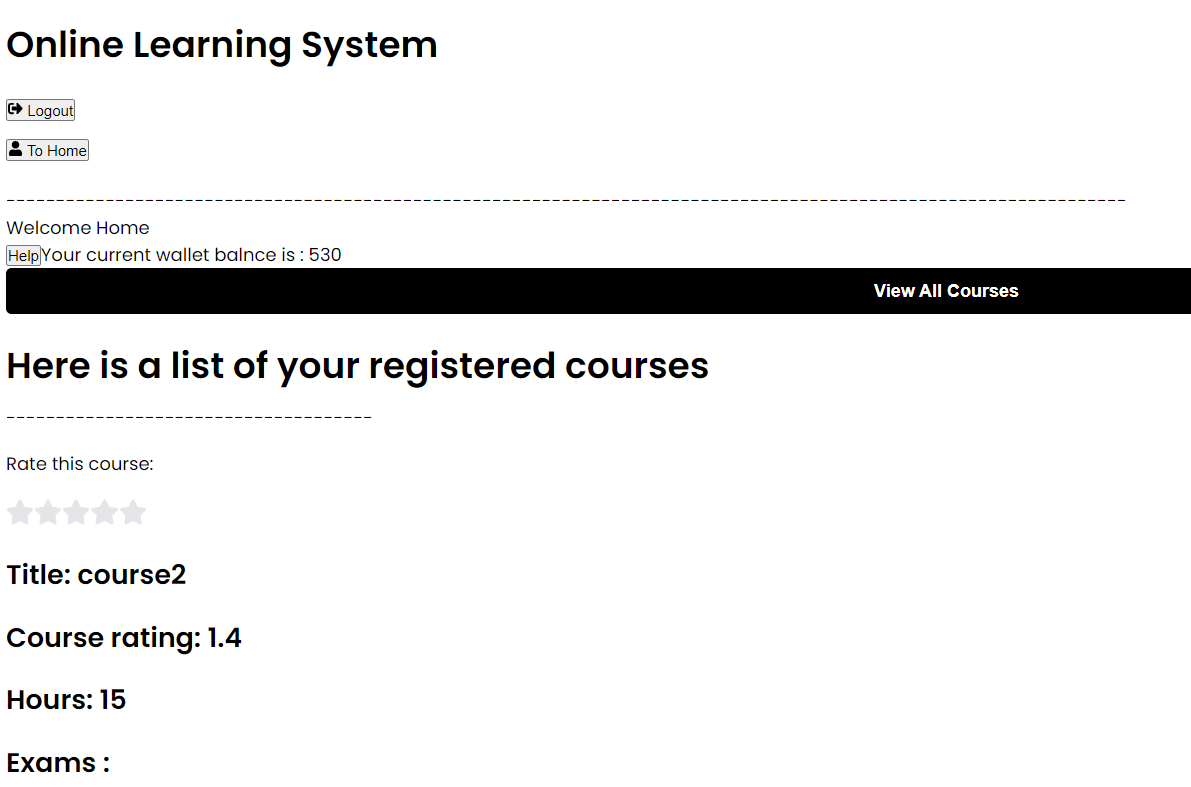 Online Learning System
Logout
To Home
----------------------------------------------------------------------------------------------------------------
Welcome Home
Help Your current wallet balnce is : 530
View All Courses
Here is a list of your registered courses
-------------------------------------
Rate this course:
Title: course2
Course rating: 1.4
Hours: 15
Exams :